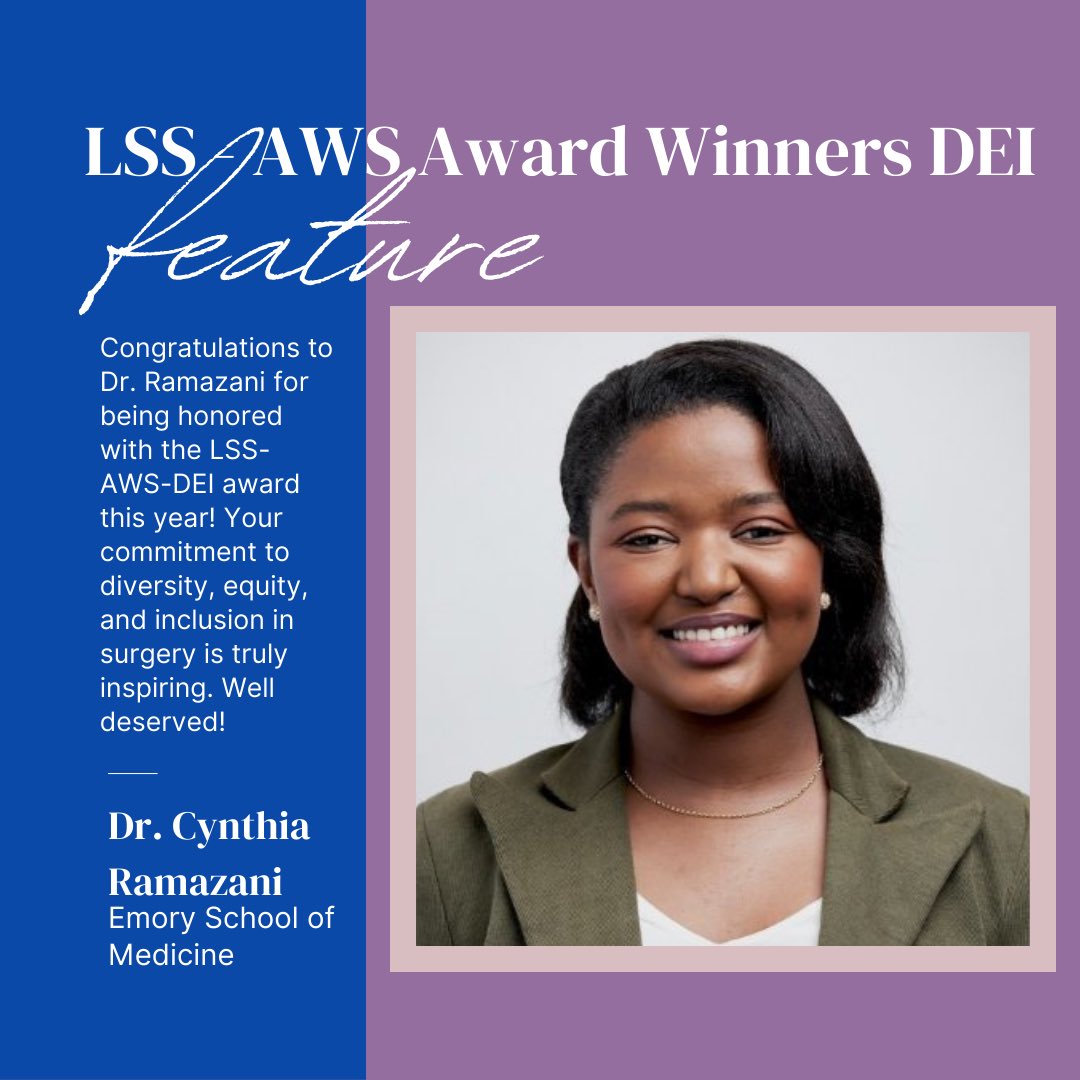 LSS - AWS Award Winners DEI
feature
Congratulations to
Dr. Ramazani for
being honored
with the LSS-
AWS-DEI award
this year! Your
commitment to
diversity, equity,
and inclusion in
surgery is truly
inspiring. Well
deserved!
Dr. Cynthia
Ramazani
Emory School of
Medicine